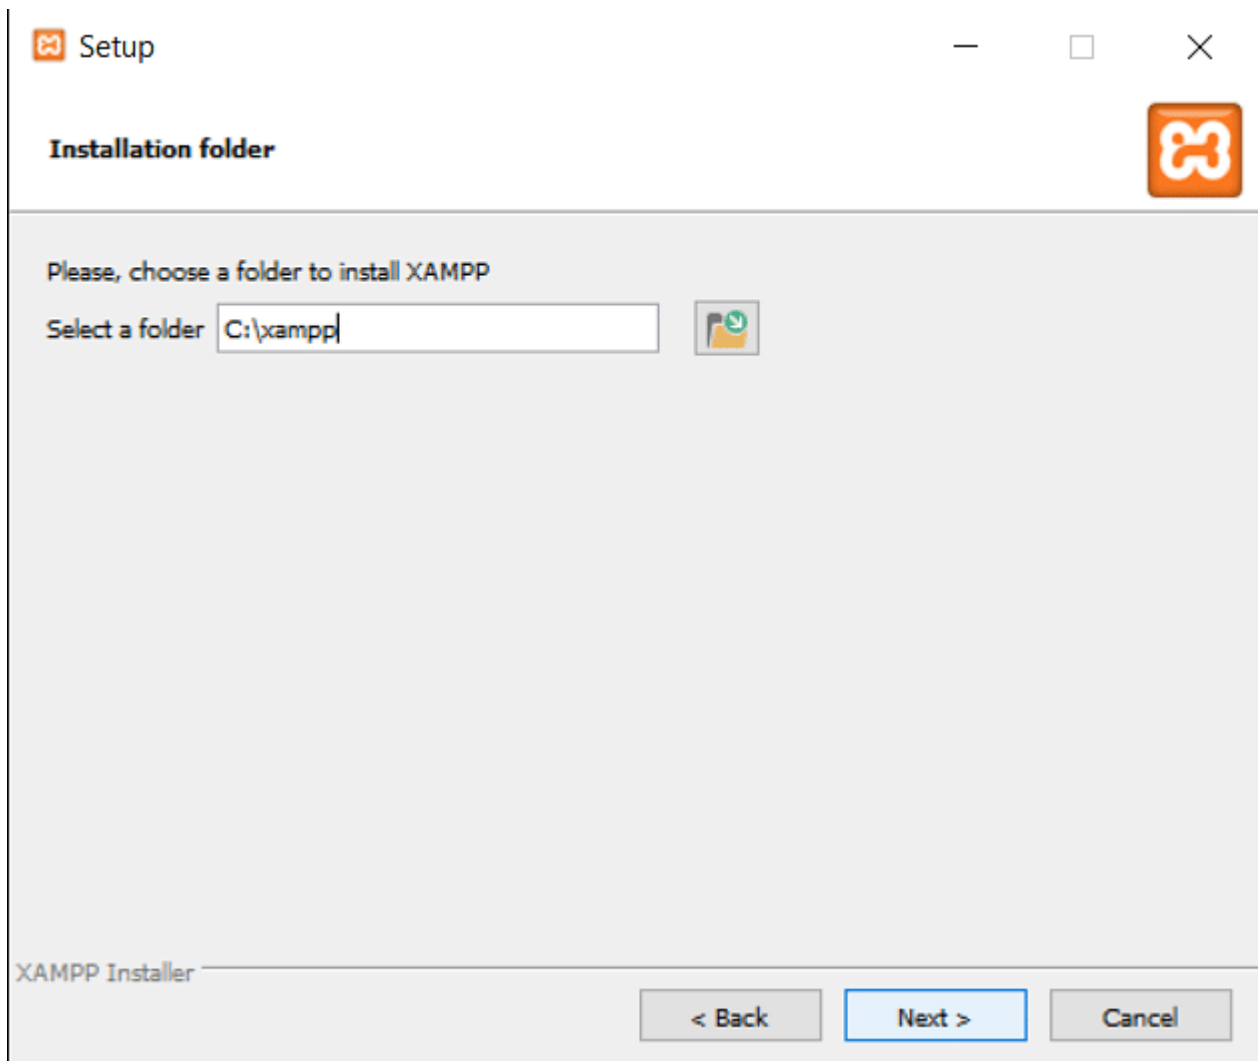 Setup
Installation folder
Please, choose a folder to install XAMPP
Select a folder C:\xampp
XAMPP Installer
< Back Next > Cancel